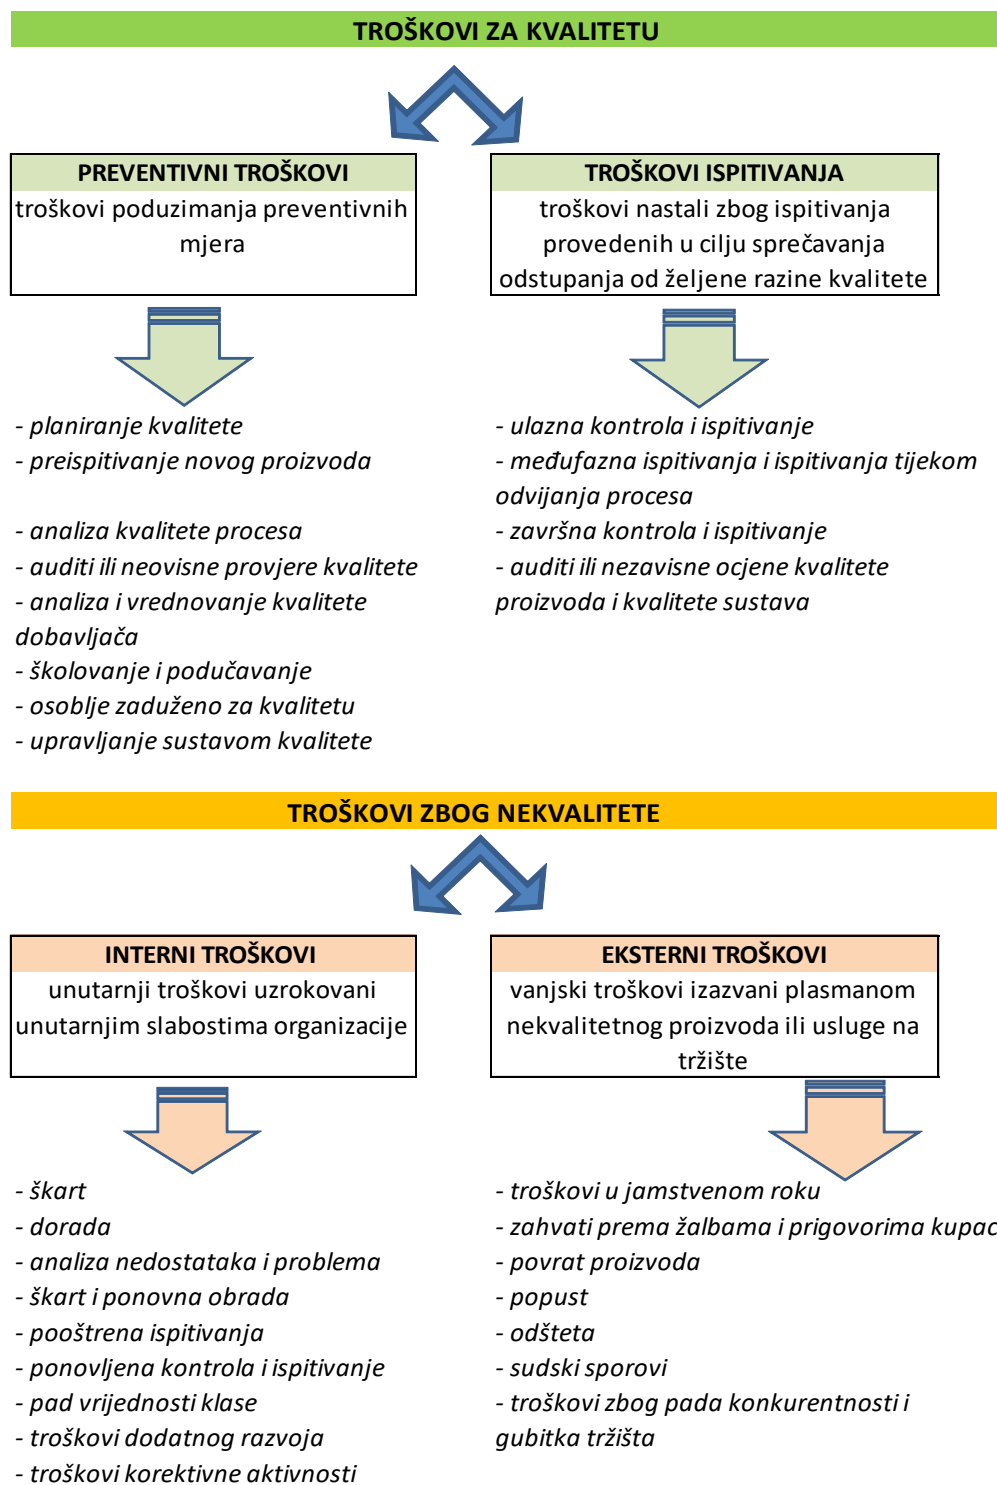 TROŠKOVI ZA KVALITETU
PREVENTIVNI TROŠKOVI
troškovi poduzimanja preventivnih
mjera
TROŠKOVI ISPITIVANJA
troškovi nastali zbog ispitivanja
provedenih u cilju sprečavanja
odstupanja od željene razine kvalitete
- planiranje kvalitete
- preispitivanje novog proizvoda
- analiza kvalitete procesa
- auditi ili neovisne provjere kvalitete
- analiza i vrednovanje kvalitete
dobavljača
- školovanje i podučavanje
- osoblje zaduženo za kvalitetu
- upravljanje sustavom kvalitete
- ulazna kontrola i ispitivanje
- međufazna ispitivanja i ispitivanja tijekom
odvijanja procesa
- završna kontrola i ispitivanje
- auditi ili nezavisne ocjene kvalitete
proizvoda i kvalitete sustava
TROŠKOVI ZBOG NEKVALITETE
INTERNI TROŠKOVI
unutarnji troškovi uzrokovani
unutarnjim slabostima organizacije
EKSTERNI TROŠKOVI
vanjski troškovi izazvani plasmanom
nekvalitetnog proizvoda ili usluge na
tržište
- škart
- dorada
- analiza nedostataka i problema
- škart i ponovna obrada
- pooštrena ispitivanja
- ponovljena kontrola i ispitivanje
- pad vrijednosti klase
- troškovi dodatnog razvoja
- troškovi korektivne aktivnosti
- troškovi u jamstvenom roku
- zahvati prema žalbama i prigovorima kupac
- povrat proizvoda
- popust
- odšteta
- sudski sporovi
- troškovi zbog pada konkurentnosti i
gubitka tržišta